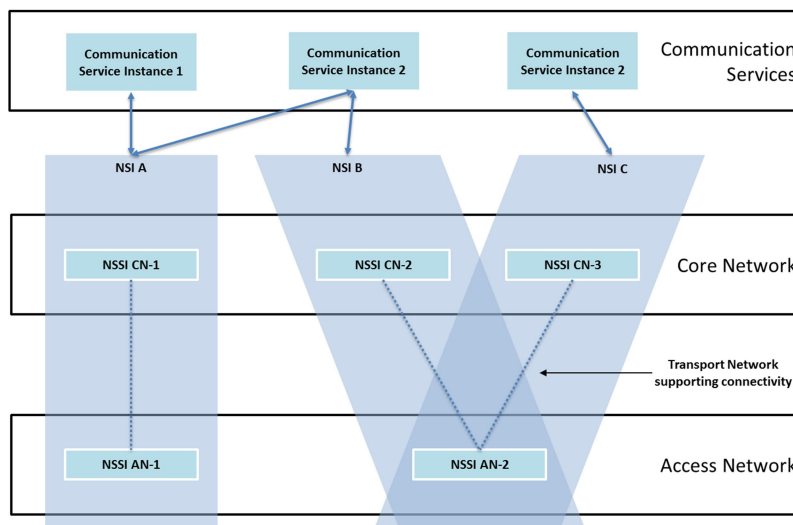 Communication
Service Instance 1
Communication
Service Instance 2
Communication
Service Instance 2
Communication
Services
NSI A
NSI B
NSI C
NSSI CN-1
NSSI CN-2
NSSI CN-3
Core Network
Transport Network
supporting connectivity
NSSI AN-1
NSSI AN-2
Access Network